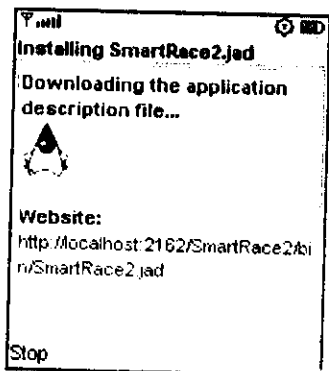 Installing SmartRace2.jad
Downloading the application
description file...
Website:
http://localhost:2162/SmartRace2/bi
n/SmartRace2.jad
Stop